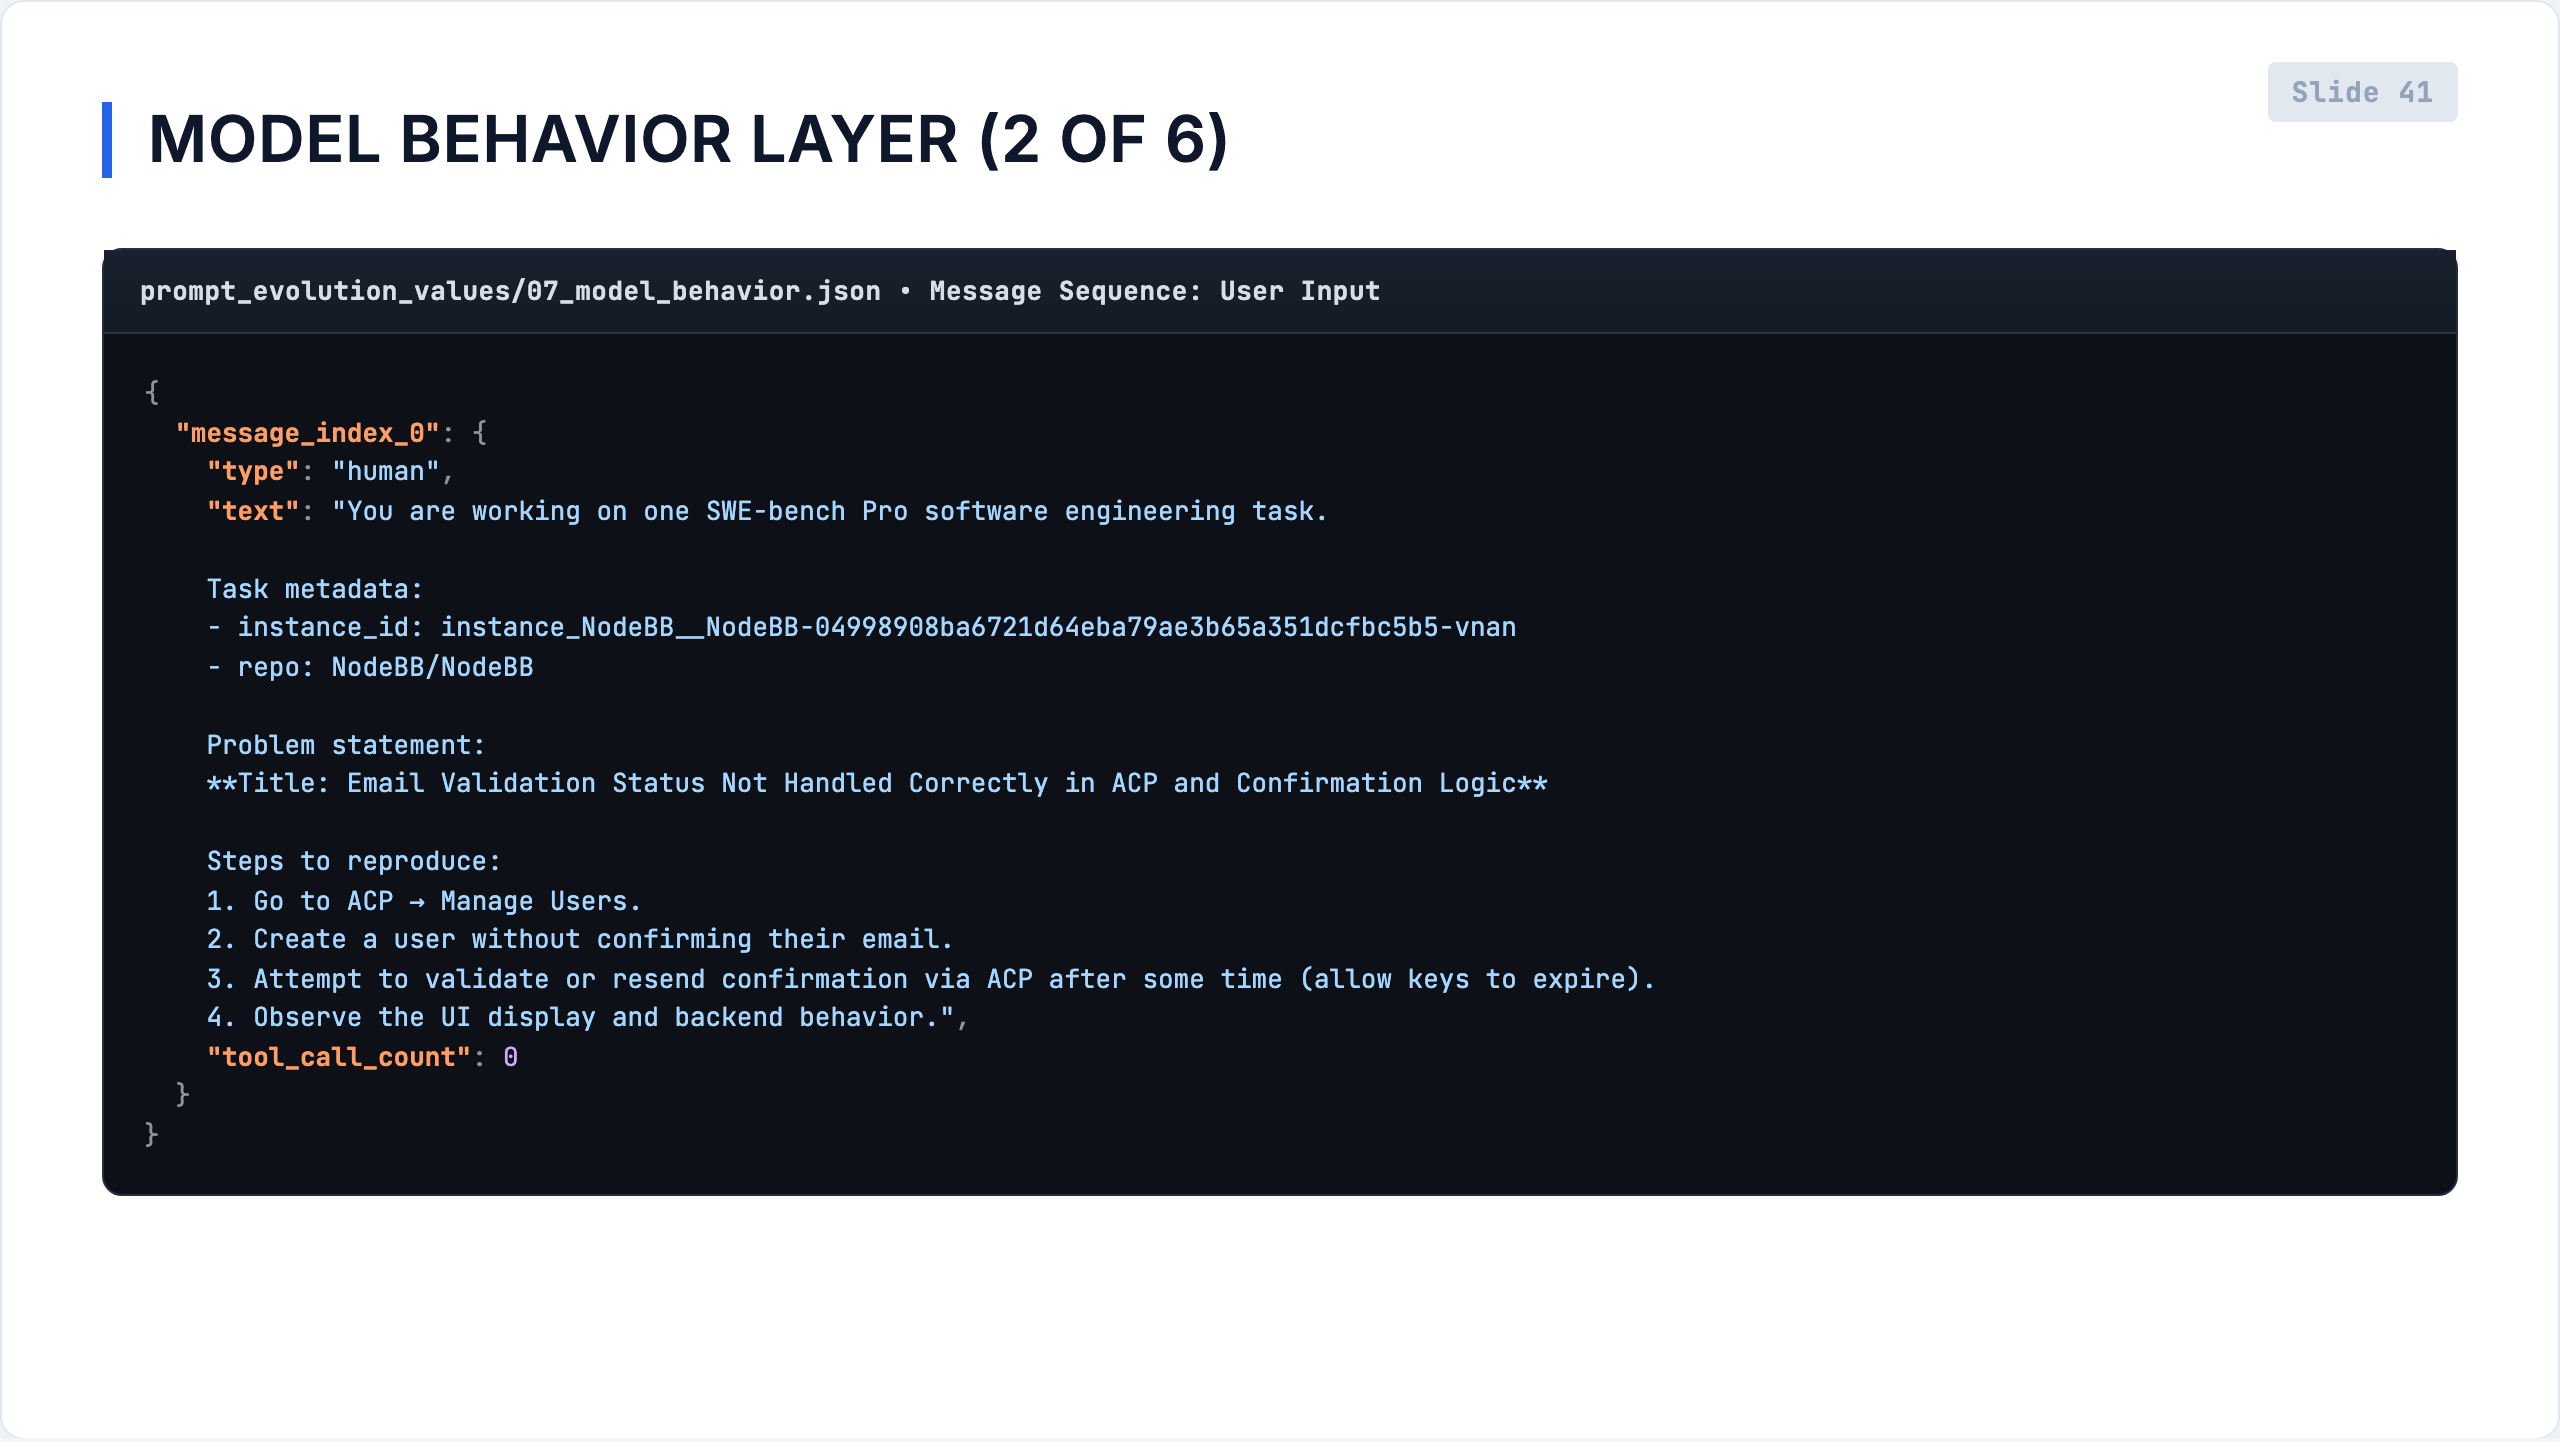 Slide 41
MODEL BEHAVIOR LAYER (2 OF 6)
prompt_evolution_values/07_model_behavior.json • Message Sequence: User Input
{
  "message_index_0": {
    "type": "human",
    "text": "You are working on one SWE-bench Pro software engineering task.
    Task metadata:
    - instance_id: instance_NodeBB__NodeBB-04998908ba6721d64eba79ae3b65a351dcfbc5b5-vnan
    - repo: NodeBB/NodeBB
    Problem statement:
    **Title: Email Validation Status Not Handled Correctly in ACP and Confirmation Logic**
    Steps to reproduce:
    1. Go to ACP → Manage Users.
    2. Create a user without confirming their email.
    3. Attempt to validate or resend confirmation via ACP after some time (allow keys to expire).
    4. Observe the UI display and backend behavior.",
    "tool_call_count": 0
  }
}